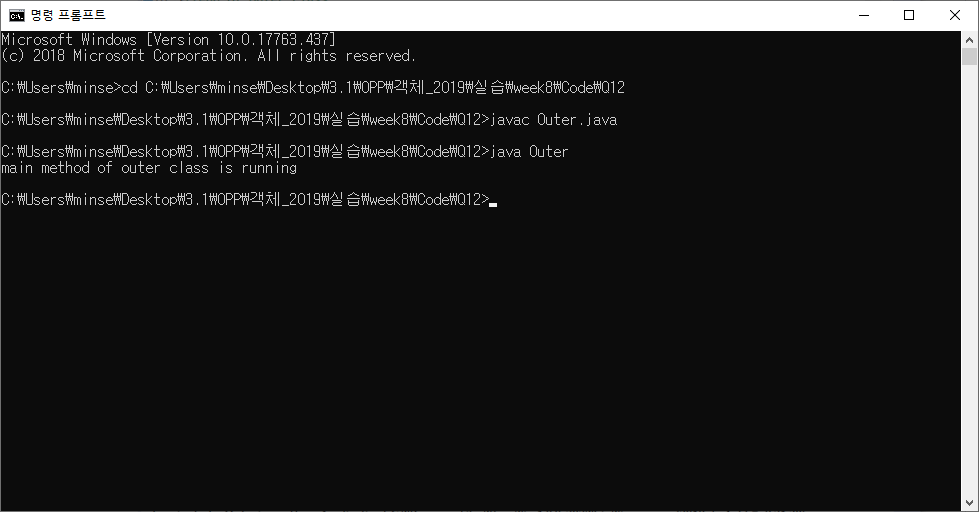 명령 프롬프트
Microsoft Windows [Version 10.0.17763.437]
(c) 2018 Microsoft Corporation. All rights reserved.
C:₩Users₩minse>cd C:₩Users₩minse₩Desktop₩3.1₩OPP₩객체_2019₩실습₩week8₩Code₩Q12
C:₩Users₩minse₩Desktop₩3.1₩OPP₩객체_2019₩실습₩week8₩Code₩Q12>javac Outer.java
C:₩Users₩minse₩Desktop₩3.1₩OPP₩객체_2019₩실습₩week8₩Code₩Q12>java Outer
main method of outer class is running
C:₩Users₩minse₩Desktop₩3.1₩OPP₩객체_2019₩실습₩week8₩Code₩Q12>